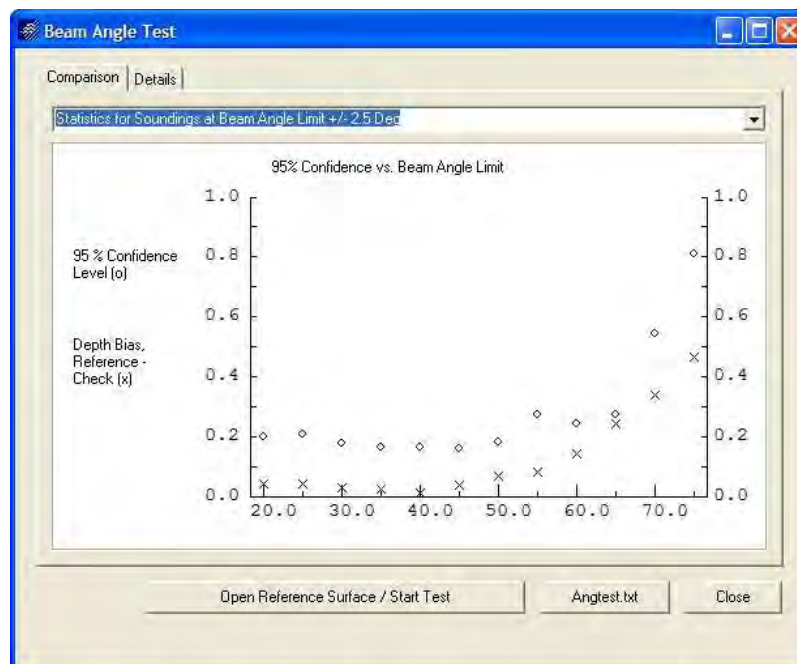 Beam Angle Test
Comparison Details
Statistics for Soundings at Beam Angle Limit +/- 2.5 Deg
95% Confidence vs. Beam Angle Limit
1.0 1.0
95 % Confidence
Level (o)
0.8 0.8
0.6 0.6
Depth Bias,
Reference -
Check (x)
0.4 0.4
0.2 0.2
0.0 0.0
20.0 30.0 40.0 50.0 60.0 70.0
Open Reference Surface / Start Test Angtest.txt Close